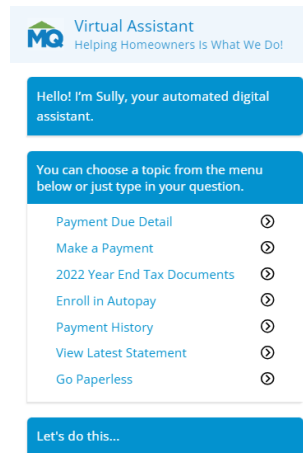 MQ
Virtual Assistant
Helping Homeowners Is What We Do!
Hello! I'm Sully, your automated digital
assistant.
You can choose a topic from the menu
below or just type in your question.
Payment Due Detail
Make a Payment
2022 Year End Tax Documents
Enroll in Autopay
Payment History
View Latest Statement
Go Paperless
Let's do this...